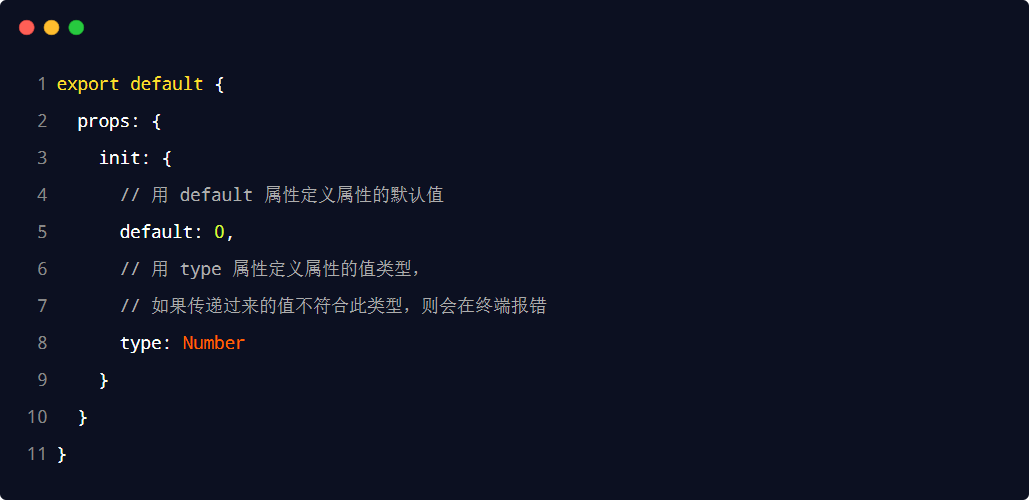 1 export default {
2   props: {
3     init: {
4       // 用 default 属性定义属性的默认值
5       default: 0,
6       // 用 type 属性定义属性的值类型，
7       // 如果传递过来的值不符合此类型，则会在终端报错
8       type: Number
9     }
10   }
11 }